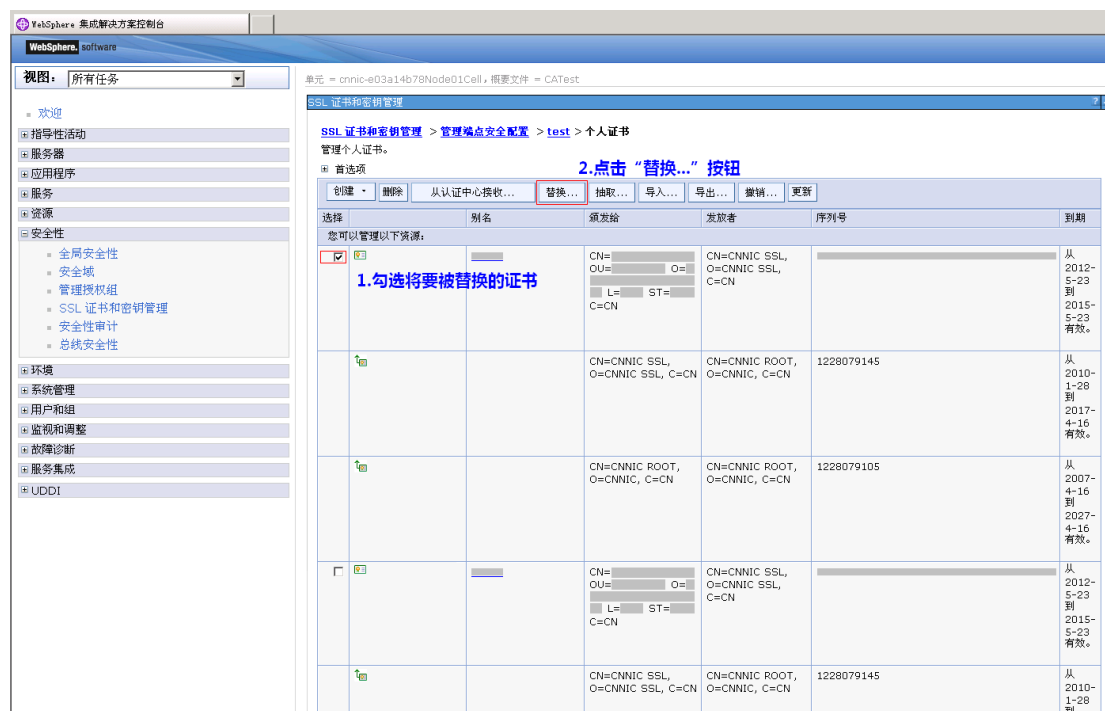 WebSphere 集成解决方案控制台
WebSphere. software
视图： 所有任务
单元 = cnnic-e03a14b78Node01Cell，概要文件 = CATest
欢迎
指导性活动
服务器
应用程序
服务
资源
安全性
全局安全性
安全域
管理授权组
SSL 证书和密钥管理
安全性审计
总线安全性
环境
系统管理
用户和组
监视和调整
故障诊断
服务集成
UDDI
SSL 证书和密钥管理 ?
SSL 证书和密钥管理 > 管理端点安全配置 > test > 个人证书
管理个人证书。
首选项
2.点击“替换...”按钮
创建 删除 从认证中心接收... 替换... 抽取... 导入... 导出... 撤销... 更新
选择 别名 颁发给 发放者 序列号 到期
您可以管理以下资源：
1.勾选将要被替换的证书
CN=
OU= O=
L= ST=
C=CN
CN=CNNIC SSL,
O=CNNIC SSL,
C=CN
从
2012-
5-23
到
2015-
5-23
有效。
CN=CNNIC SSL,
O=CNNIC SSL, C=CN
CN=CNNIC ROOT,
O=CNNIC, C=CN
1228079145
从
2010-
1-28
到
2017-
4-16
有效。
CN=CNNIC ROOT,
O=CNNIC, C=CN
CN=CNNIC ROOT,
O=CNNIC, C=CN
1228079105
从
2007-
4-16
到
2027-
4-16
有效。
CN=
OU= O=
L= ST=
C=CN
CN=CNNIC SSL,
O=CNNIC SSL,
C=CN
从
2012-
5-23
到
2015-
5-23
有效。
CN=CNNIC SSL,
O=CNNIC SSL, C=CN
CN=CNNIC ROOT,
O=CNNIC, C=CN
1228079145
从
2010-
1-28
到